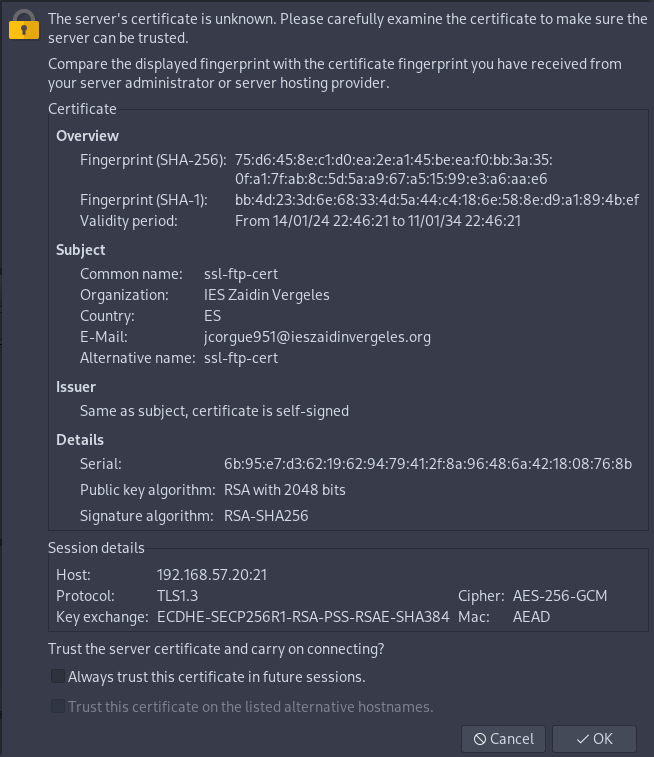 The server's certificate is unknown. Please carefully examine the certificate to make sure the
server can be trusted.
Compare the displayed fingerprint with the certificate fingerprint you have received from
your server administrator or server hosting provider.
Certificate
Overview
Fingerprint (SHA-256): 75:d6:45:8e:c1:d0:ea:2e:a1:45:be:ea:f0:bb:3a:35:
0f:a1:7f:ab:8c:5d:5a:a9:67:a5:15:99:e3:a6:aa:e6
Fingerprint (SHA-1): bb:4d:23:3d:6e:68:33:4d:5a:44:c4:18:6e:58:8e:d9:a1:89:4b:ef
Validity period: From 14/01/24 22:46:21 to 11/01/34 22:46:21
Subject
Common name: ssl-ftp-cert
Organization: IES Zaidin Vergeles
Country: ES
E-Mail: jcorgue951@ieszaidinvergeles.org
Alternative name: ssl-ftp-cert
Issuer
Same as subject, certificate is self-signed
Details
Serial: 6b:95:e7:d3:62:19:62:94:79:41:2f:8a:96:48:6a:42:18:08:76:8b
Public key algorithm: RSA with 2048 bits
Signature algorithm: RSA-SHA256
Session details
Host: 192.168.57.20:21
Protocol: TLS1.3 Cipher: AES-256-GCM
Key exchange: ECDHE-SECP256R1-RSA-PSS-RSAE-SHA384 Mac: AEAD
Trust the server certificate and carry on connecting?
Always trust this certificate in future sessions.
Trust this certificate on the listed alternative hostnames.
Cancel OK